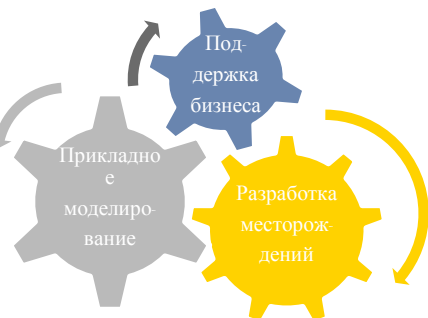 Под-
держка
бизнеса
Прикладно
е
моделиро-
вание
Разработка
месторож-
дений